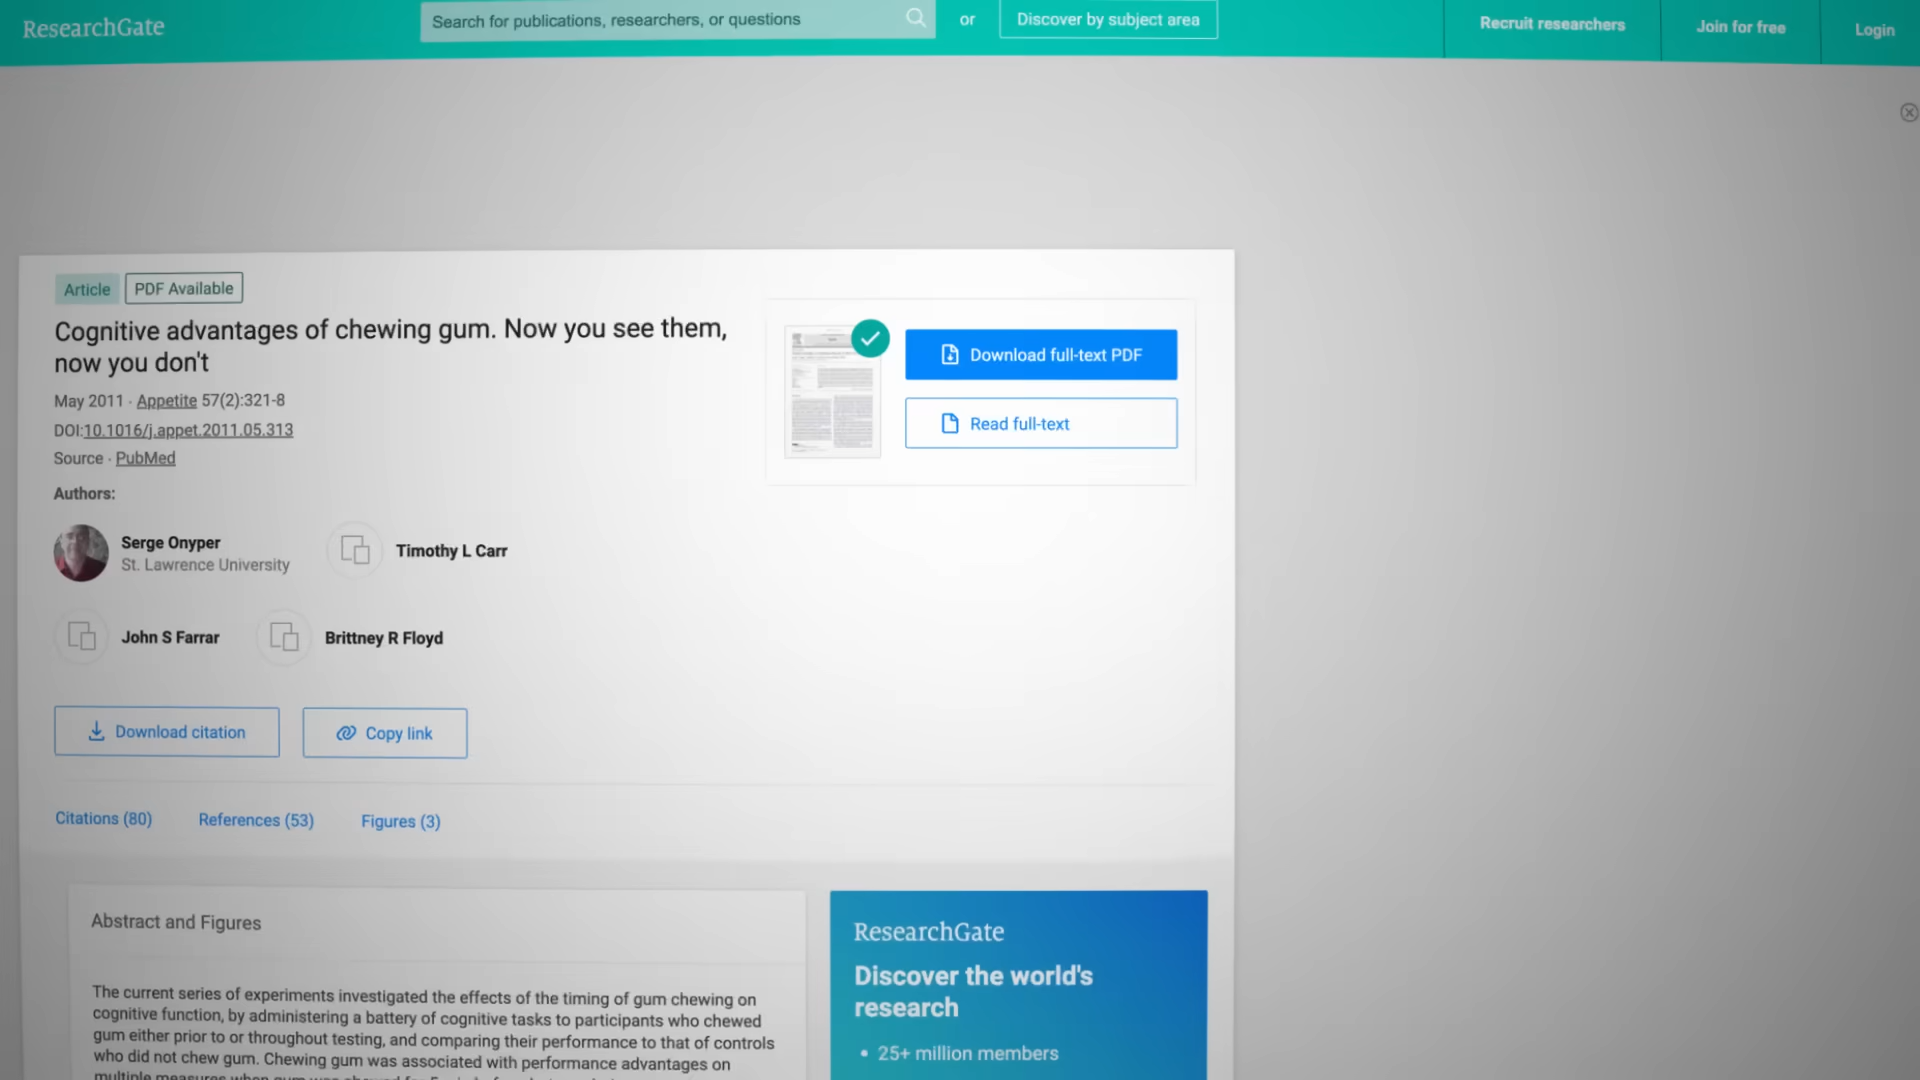 ResearchGate
Search for publications, researchers, or questions
or
Discover by subject area
Recruit researchers
Join for free
Login
Article
PDF Available
Cognitive advantages of chewing gum. Now you see them,
now you don't
May 2011 · Appetite 57(2):321-8
DOI:10.1016/j.appet.2011.05.313
Source · PubMed
Authors:
Serge Onyper
St. Lawrence University
Timothy L Carr
John S Farrar
Brittney R Floyd
Download full-text PDF
Read full-text
Download citation
Copy link
Citations (80)
References (53)
Figures (3)
Abstract and Figures
The current series of experiments investigated the effects of the timing of gum chewing on
cognitive function, by administering a battery of cognitive tasks to participants who chewed
gum either prior to or throughout testing, and comparing their performance to that of controls
who did not chew gum. Chewing gum was associated with performance advantages on
ResearchGate
Discover the world's
research
• 25+ million members